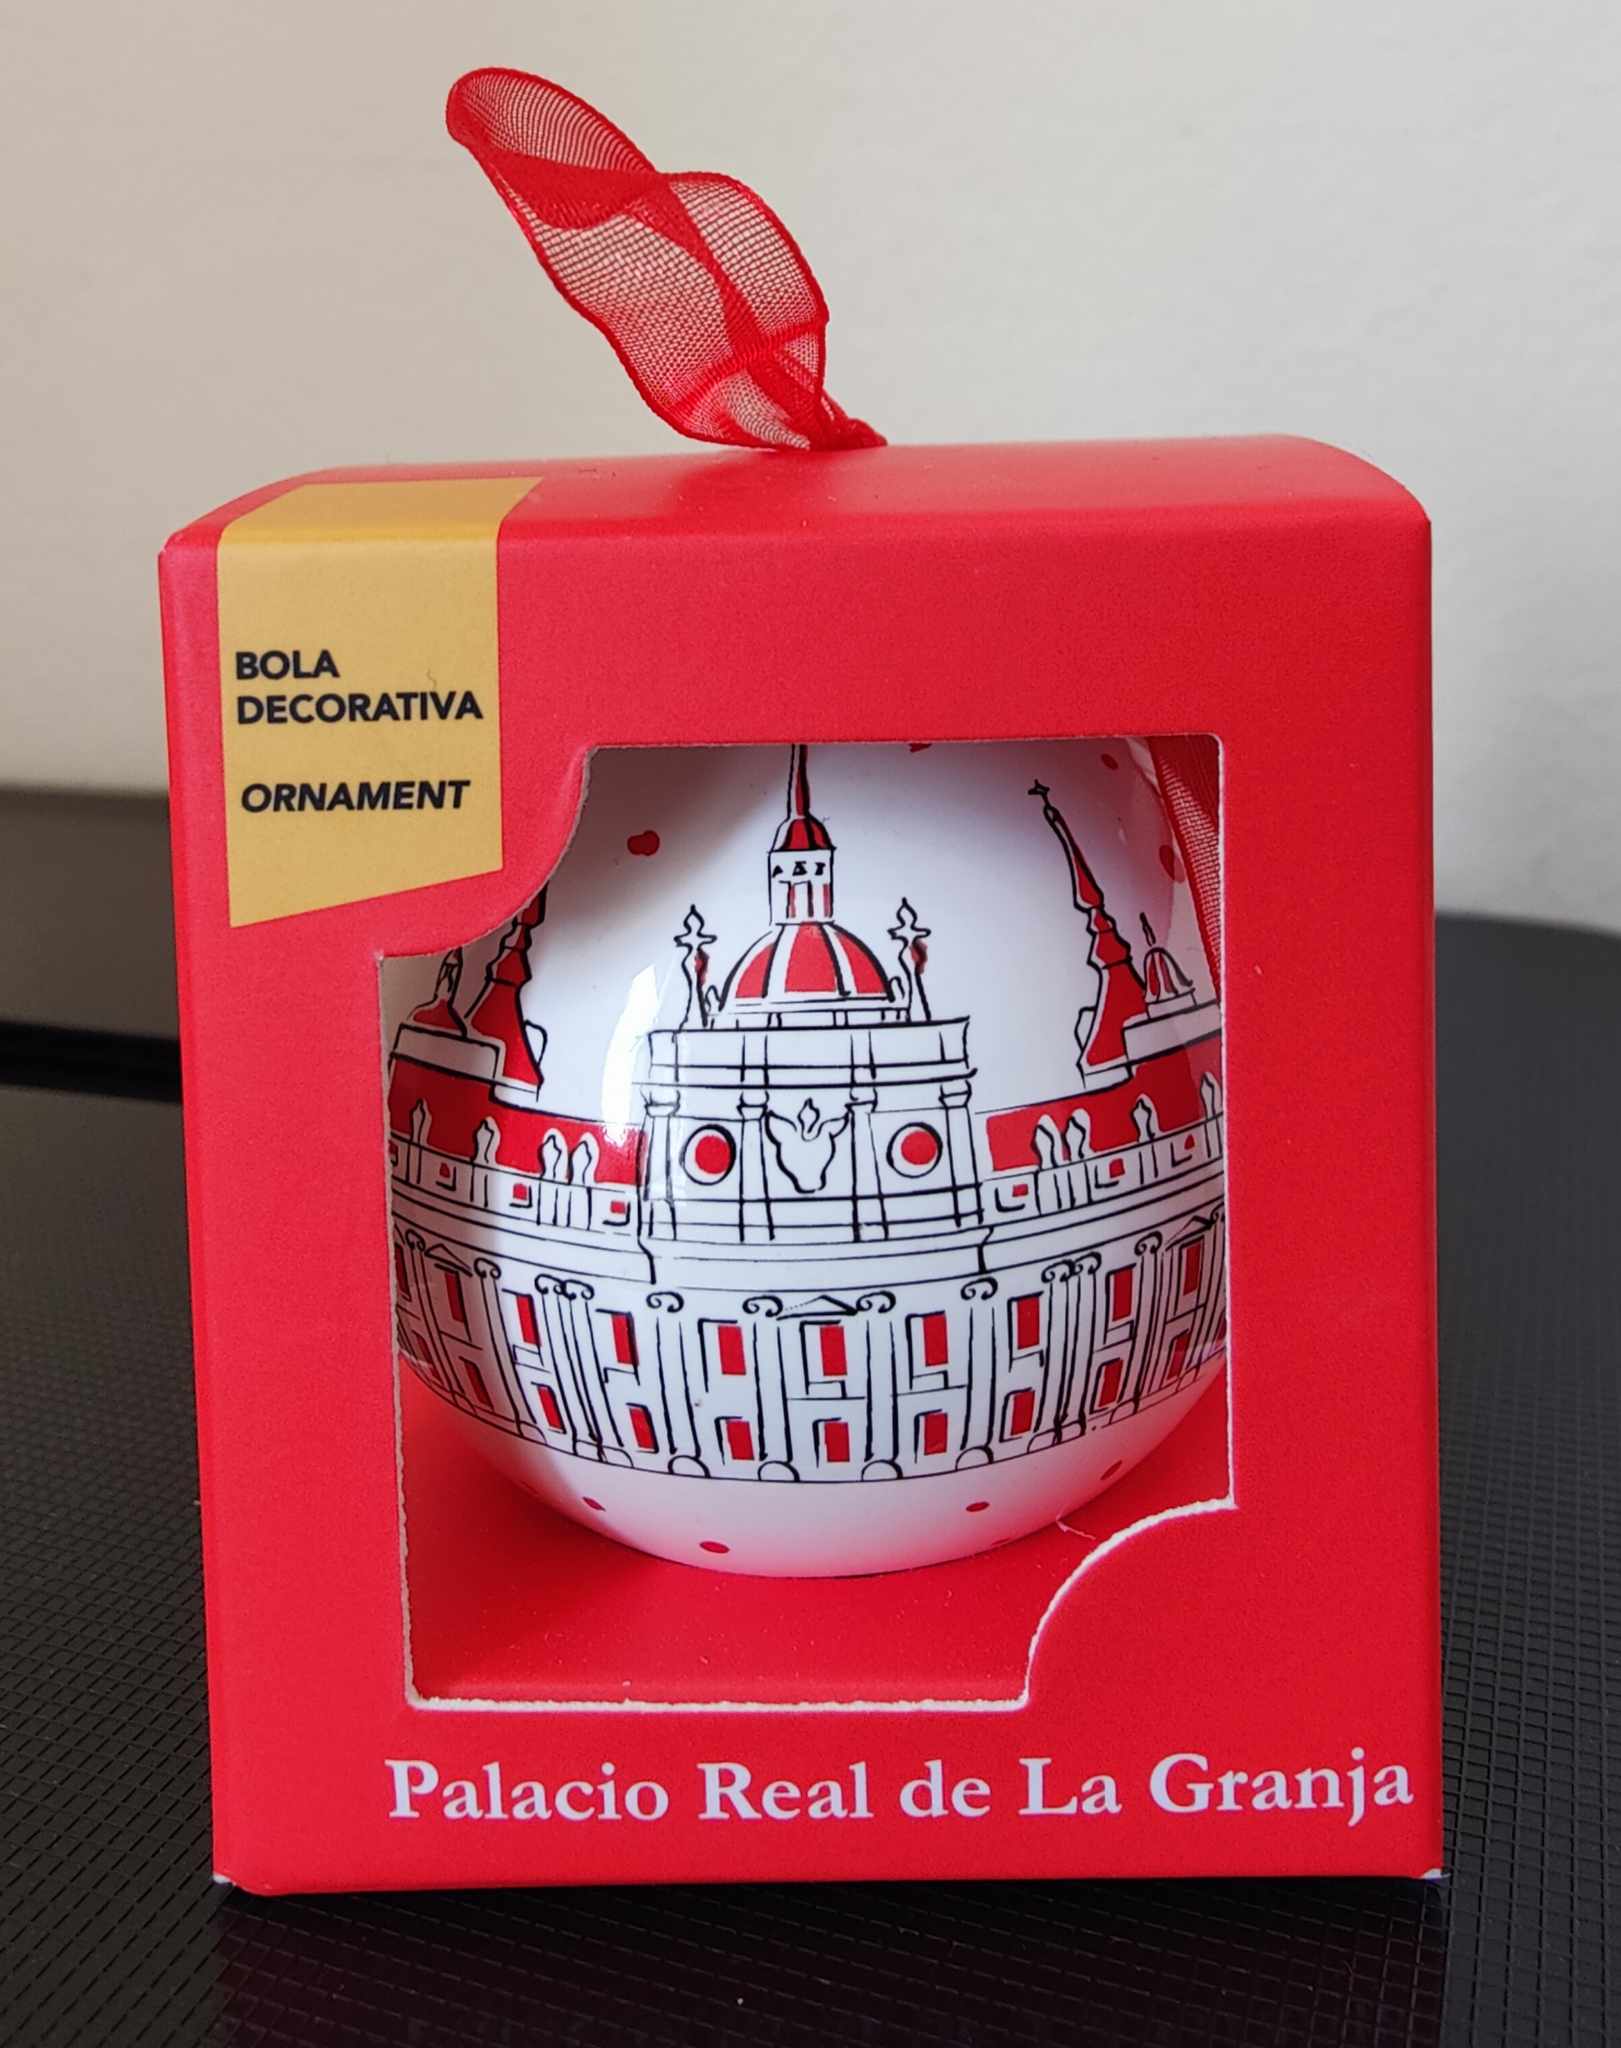 BOLA
DECORATIVA
ORNAMENT
Palacio Real de La Granja